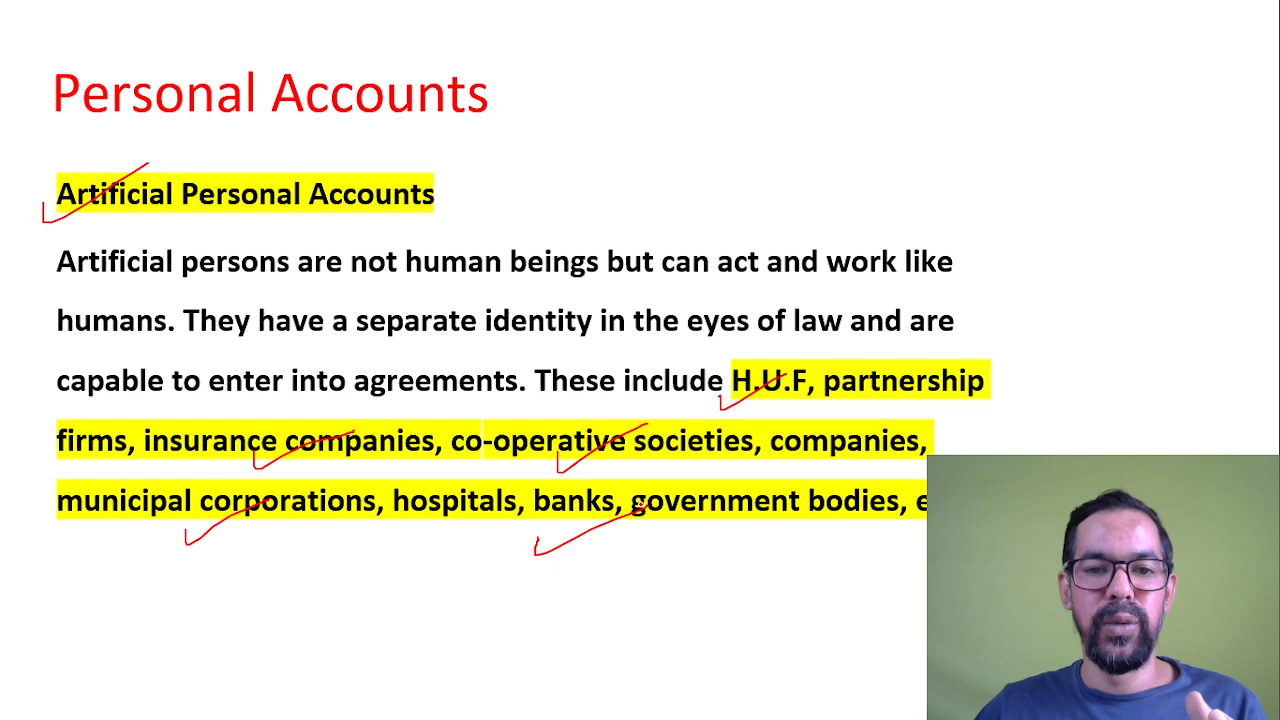 Personal Accounts
Artificial Personal Accounts
Artificial persons are not human beings but can act and work like
humans. They have a separate identity in the eyes of law and are
capable to enter into agreements. These include H.U.F, partnership
firms, insurance companies, co-operative societies, companies,
municipal corporations, hospitals, banks, government bodies,